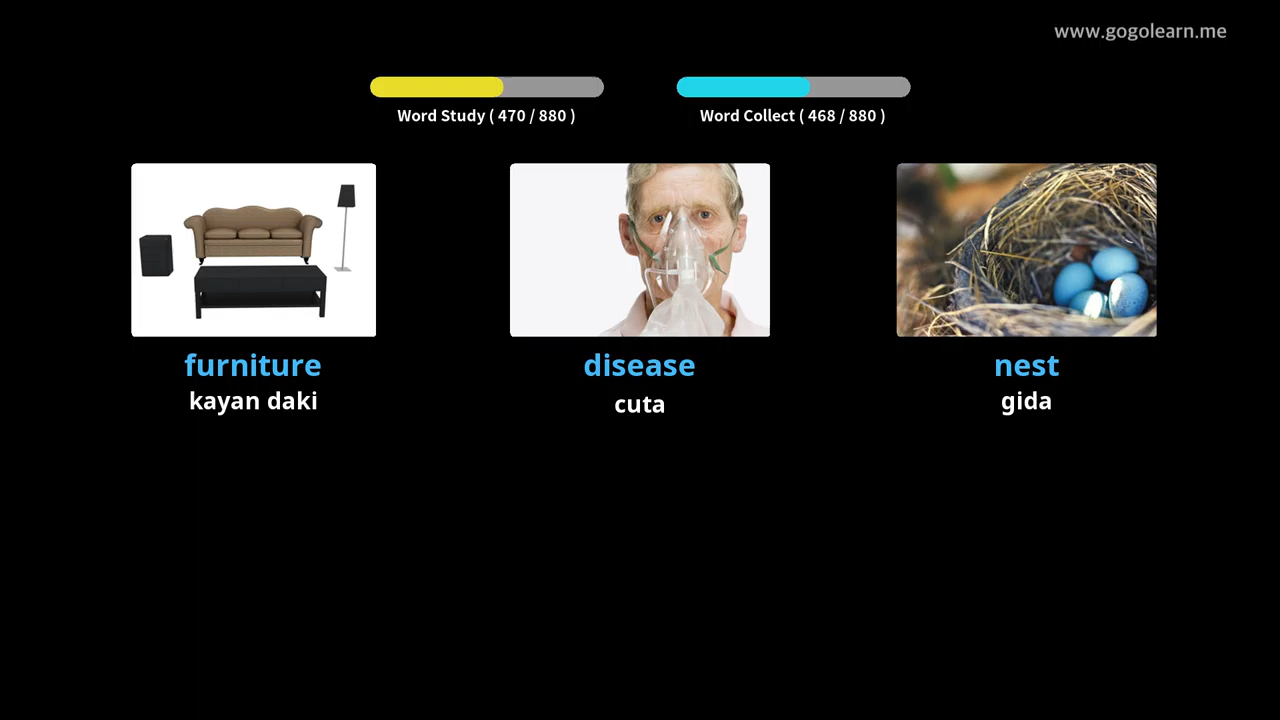 www.gogolearn.me
Word Study ( 470 / 880 )
Word Collect ( 468 / 880 )
furniture
kayan daki
disease
cuta
nest
gida